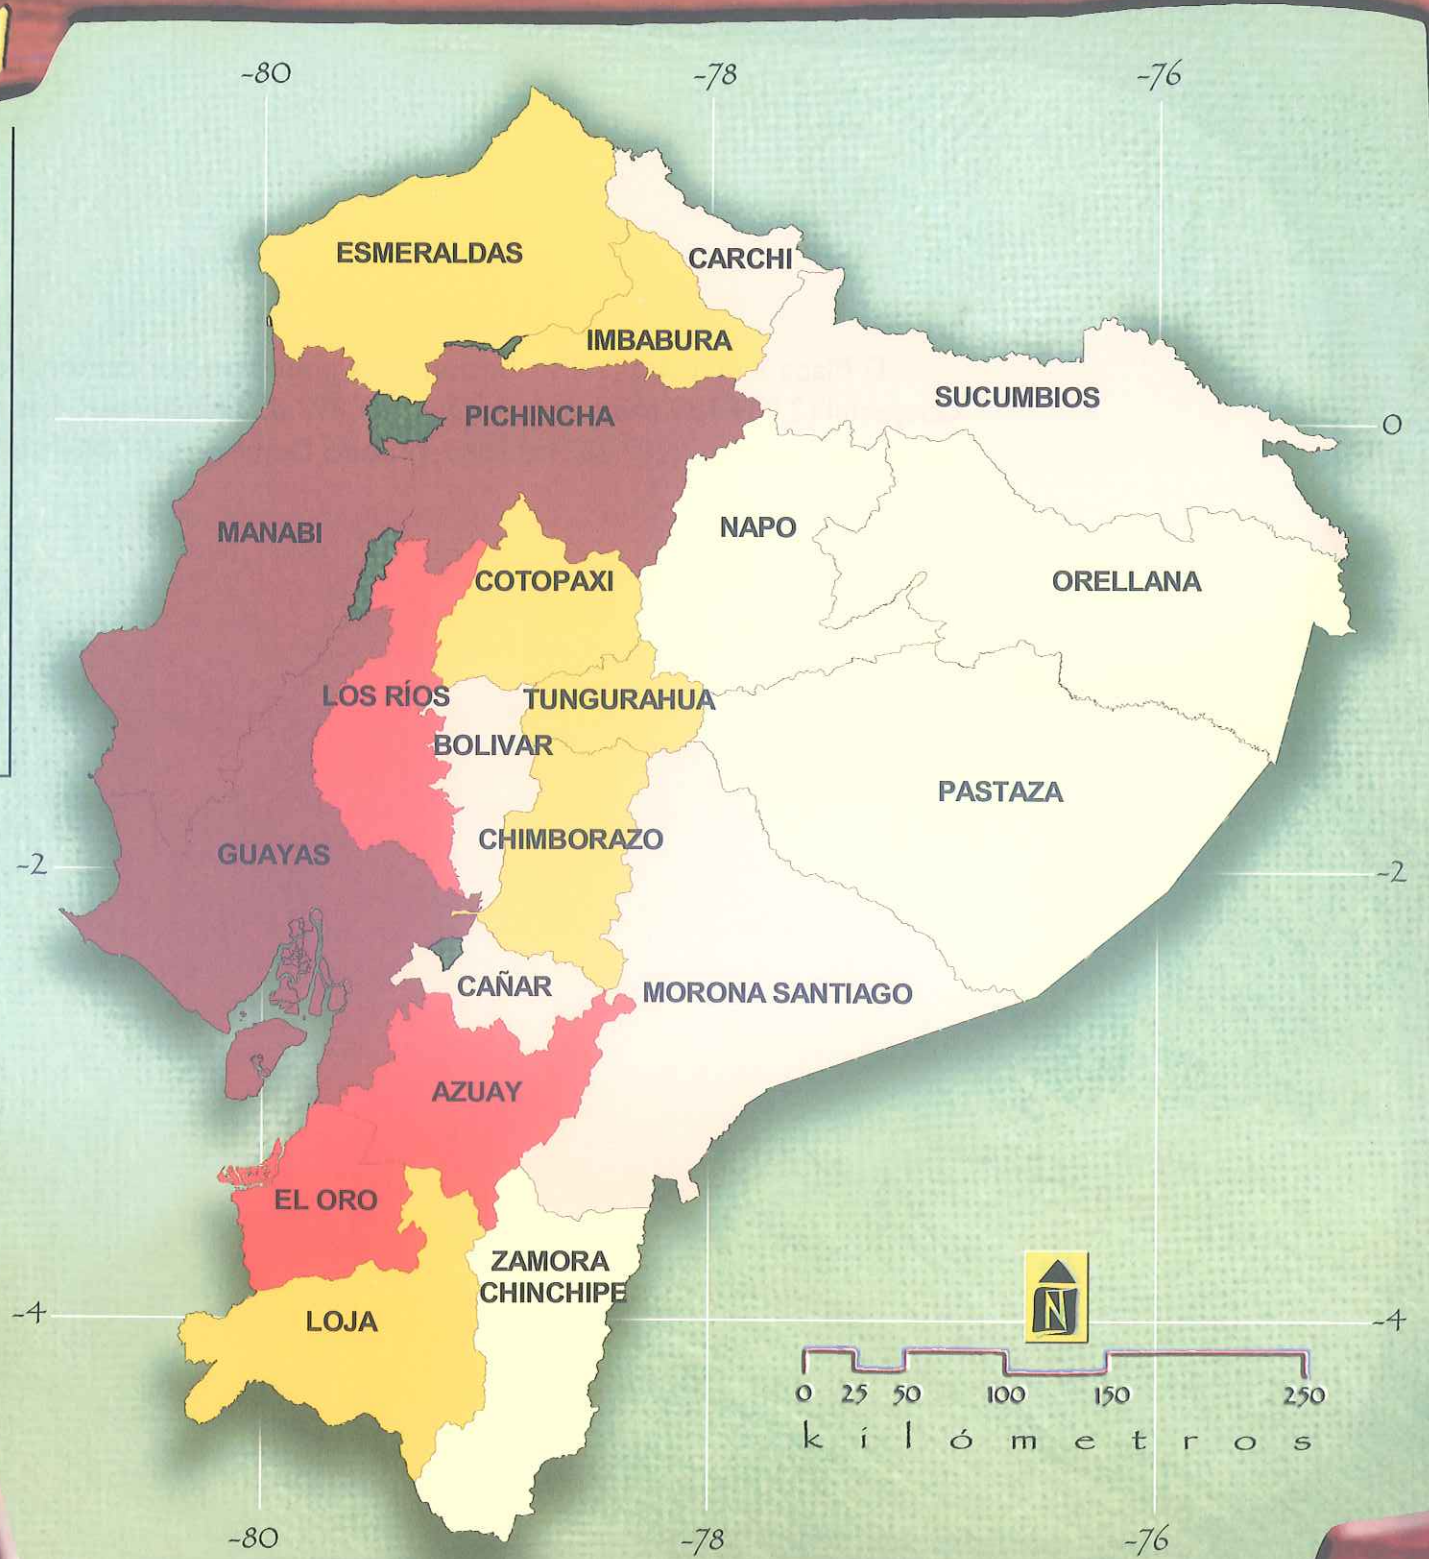 -80 -78 -76
ESMERALDAS
CARCHI
IMBABURA
SUCUMBIOS
PICHINCHA
0
MANABI
NAPO
COTOPAXI
ORELLANA
LOS RÍOS
TUNGURAHUA
BOLIVAR
PASTAZA
CHIMBORAZO
GUAYAS
-2 -2
CAÑAR
MORONA SANTIAGO
AZUAY
EL ORO
ZAMORA
CHINCHIPE
N
LOJA
-4 -4
0 25 50 100 150 250
kilómetros
-80 -78 -76